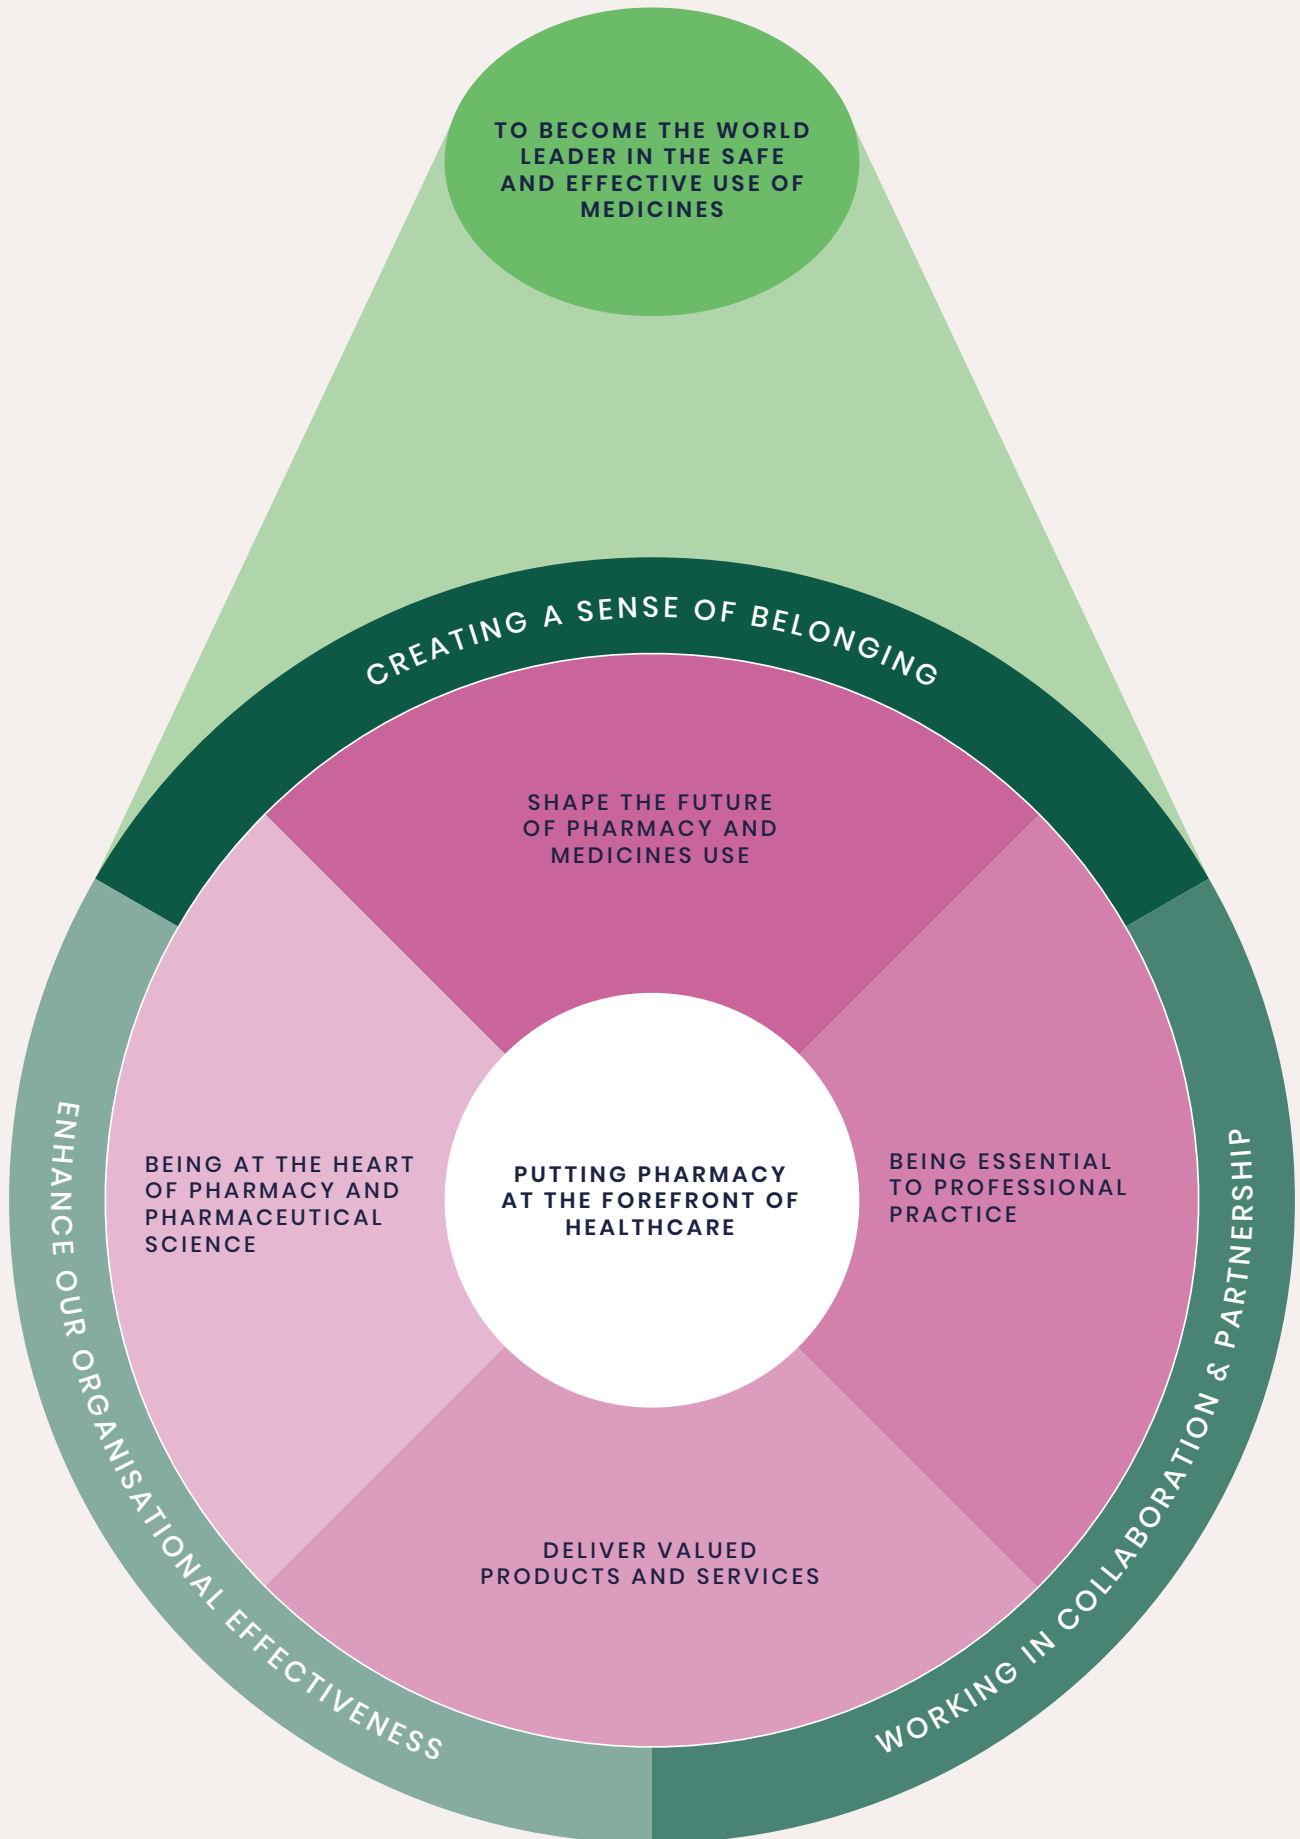 TO BECOME THE WORLD
LEADER IN THE SAFE
AND EFFECTIVE USE OF
MEDICINES
CREATING A SENSE OF BELONGING
SHAPE THE FUTURE
OF PHARMACY AND
MEDICINES USE
BEING AT THE HEART
OF PHARMACY AND
PHARMACEUTICAL
SCIENCE
PUTTING PHARMACY
AT THE FOREFRONT OF
HEALTHCARE
BEING ESSENTIAL
TO PROFESSIONAL
PRACTICE
DELIVER VALUED
PRODUCTS AND SERVICES
ENHANCE OUR ORGANISATIONAL EFFECTIVENESS
WORKING IN COLLABORATION & PARTNERSHIP